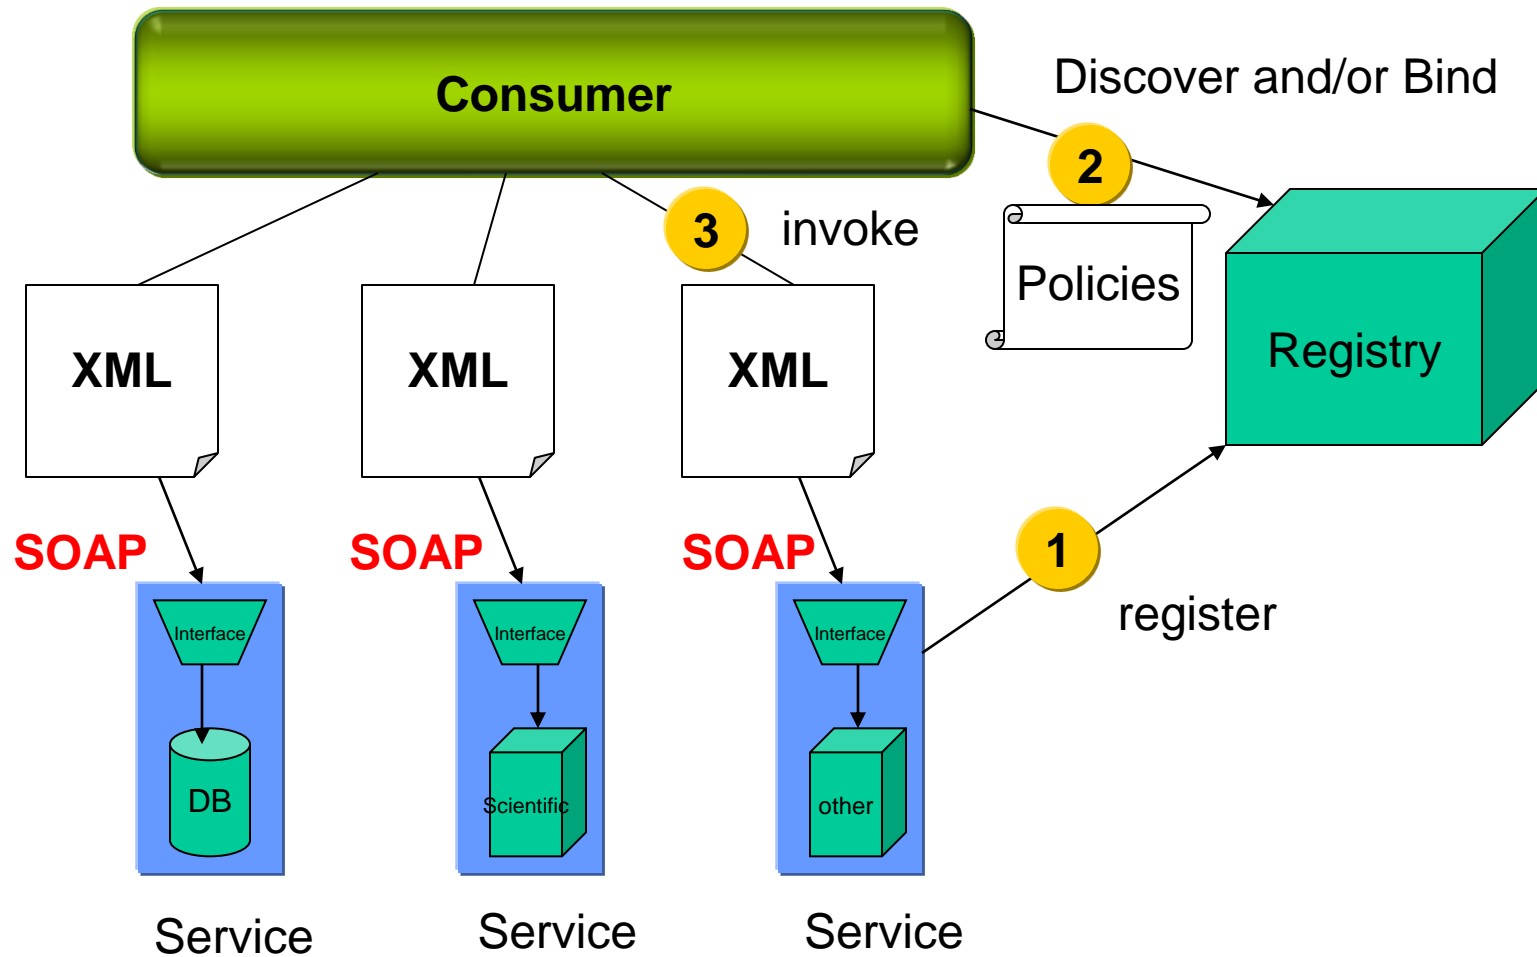 Consumer
Discover and/or Bind
2
3
invoke
Policies
Registry
XML
XML
XML
SOAP
SOAP
SOAP
1
register
Interface
Interface
Interface
DB
Scientific
other
Service
Service
Service